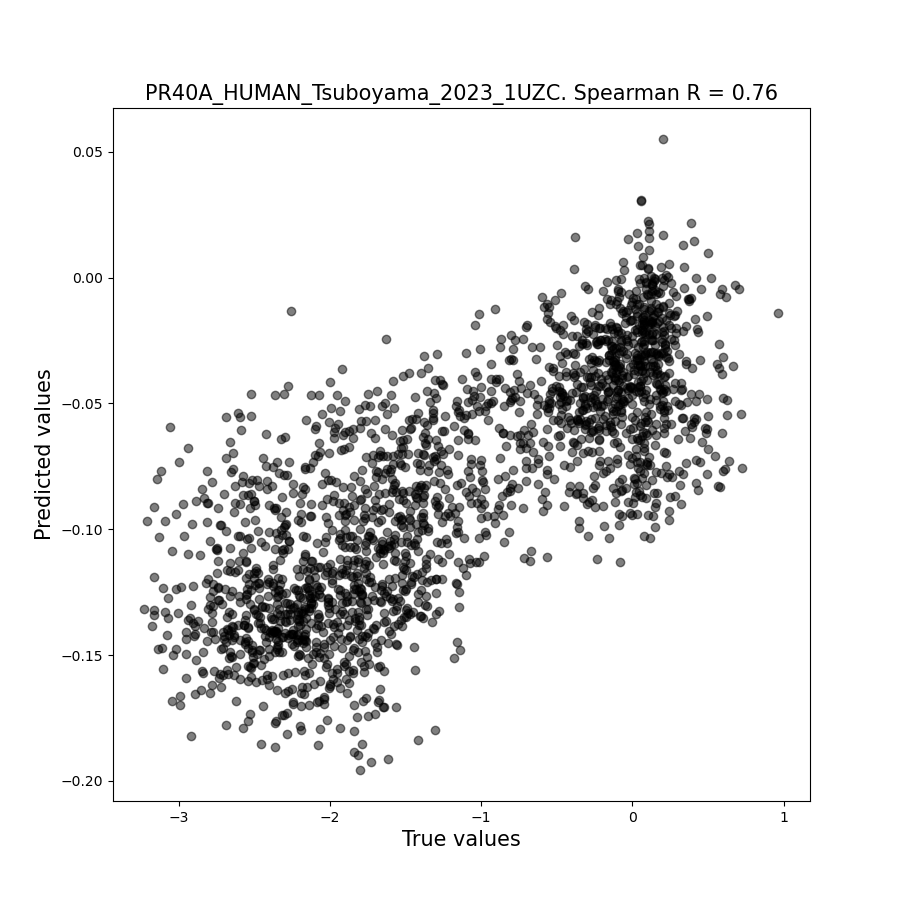 PR40A_HUMAN_Tsuboyama_2023_1UZC. Spearman R = 0.76
0.05
0.00
−0.05
−0.10
−0.15
−0.20
Predicted values
−3 −2 −1 0 1
True values